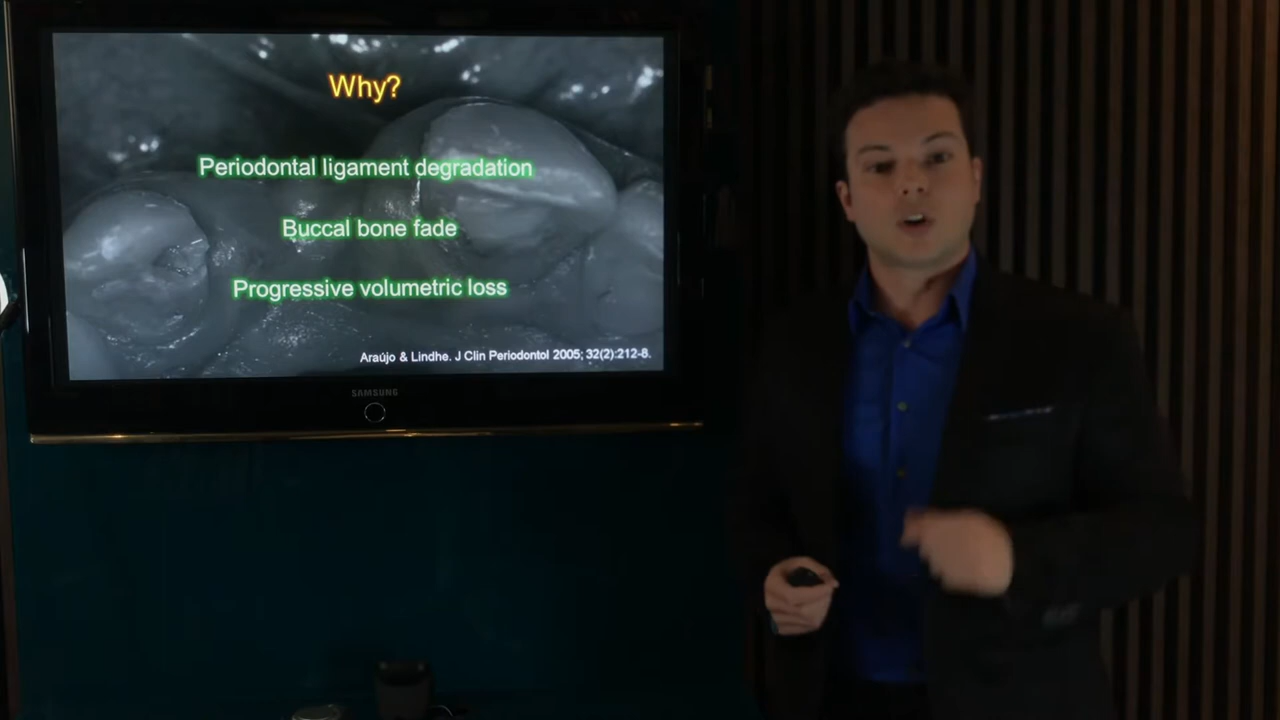 Why?
Periodontal ligament degradation
Buccal bone fade
Progressive volumetric loss
Araújo & Lindhe. J Clin Periodontol 2005; 32(2):212-8.
SAMSUNG